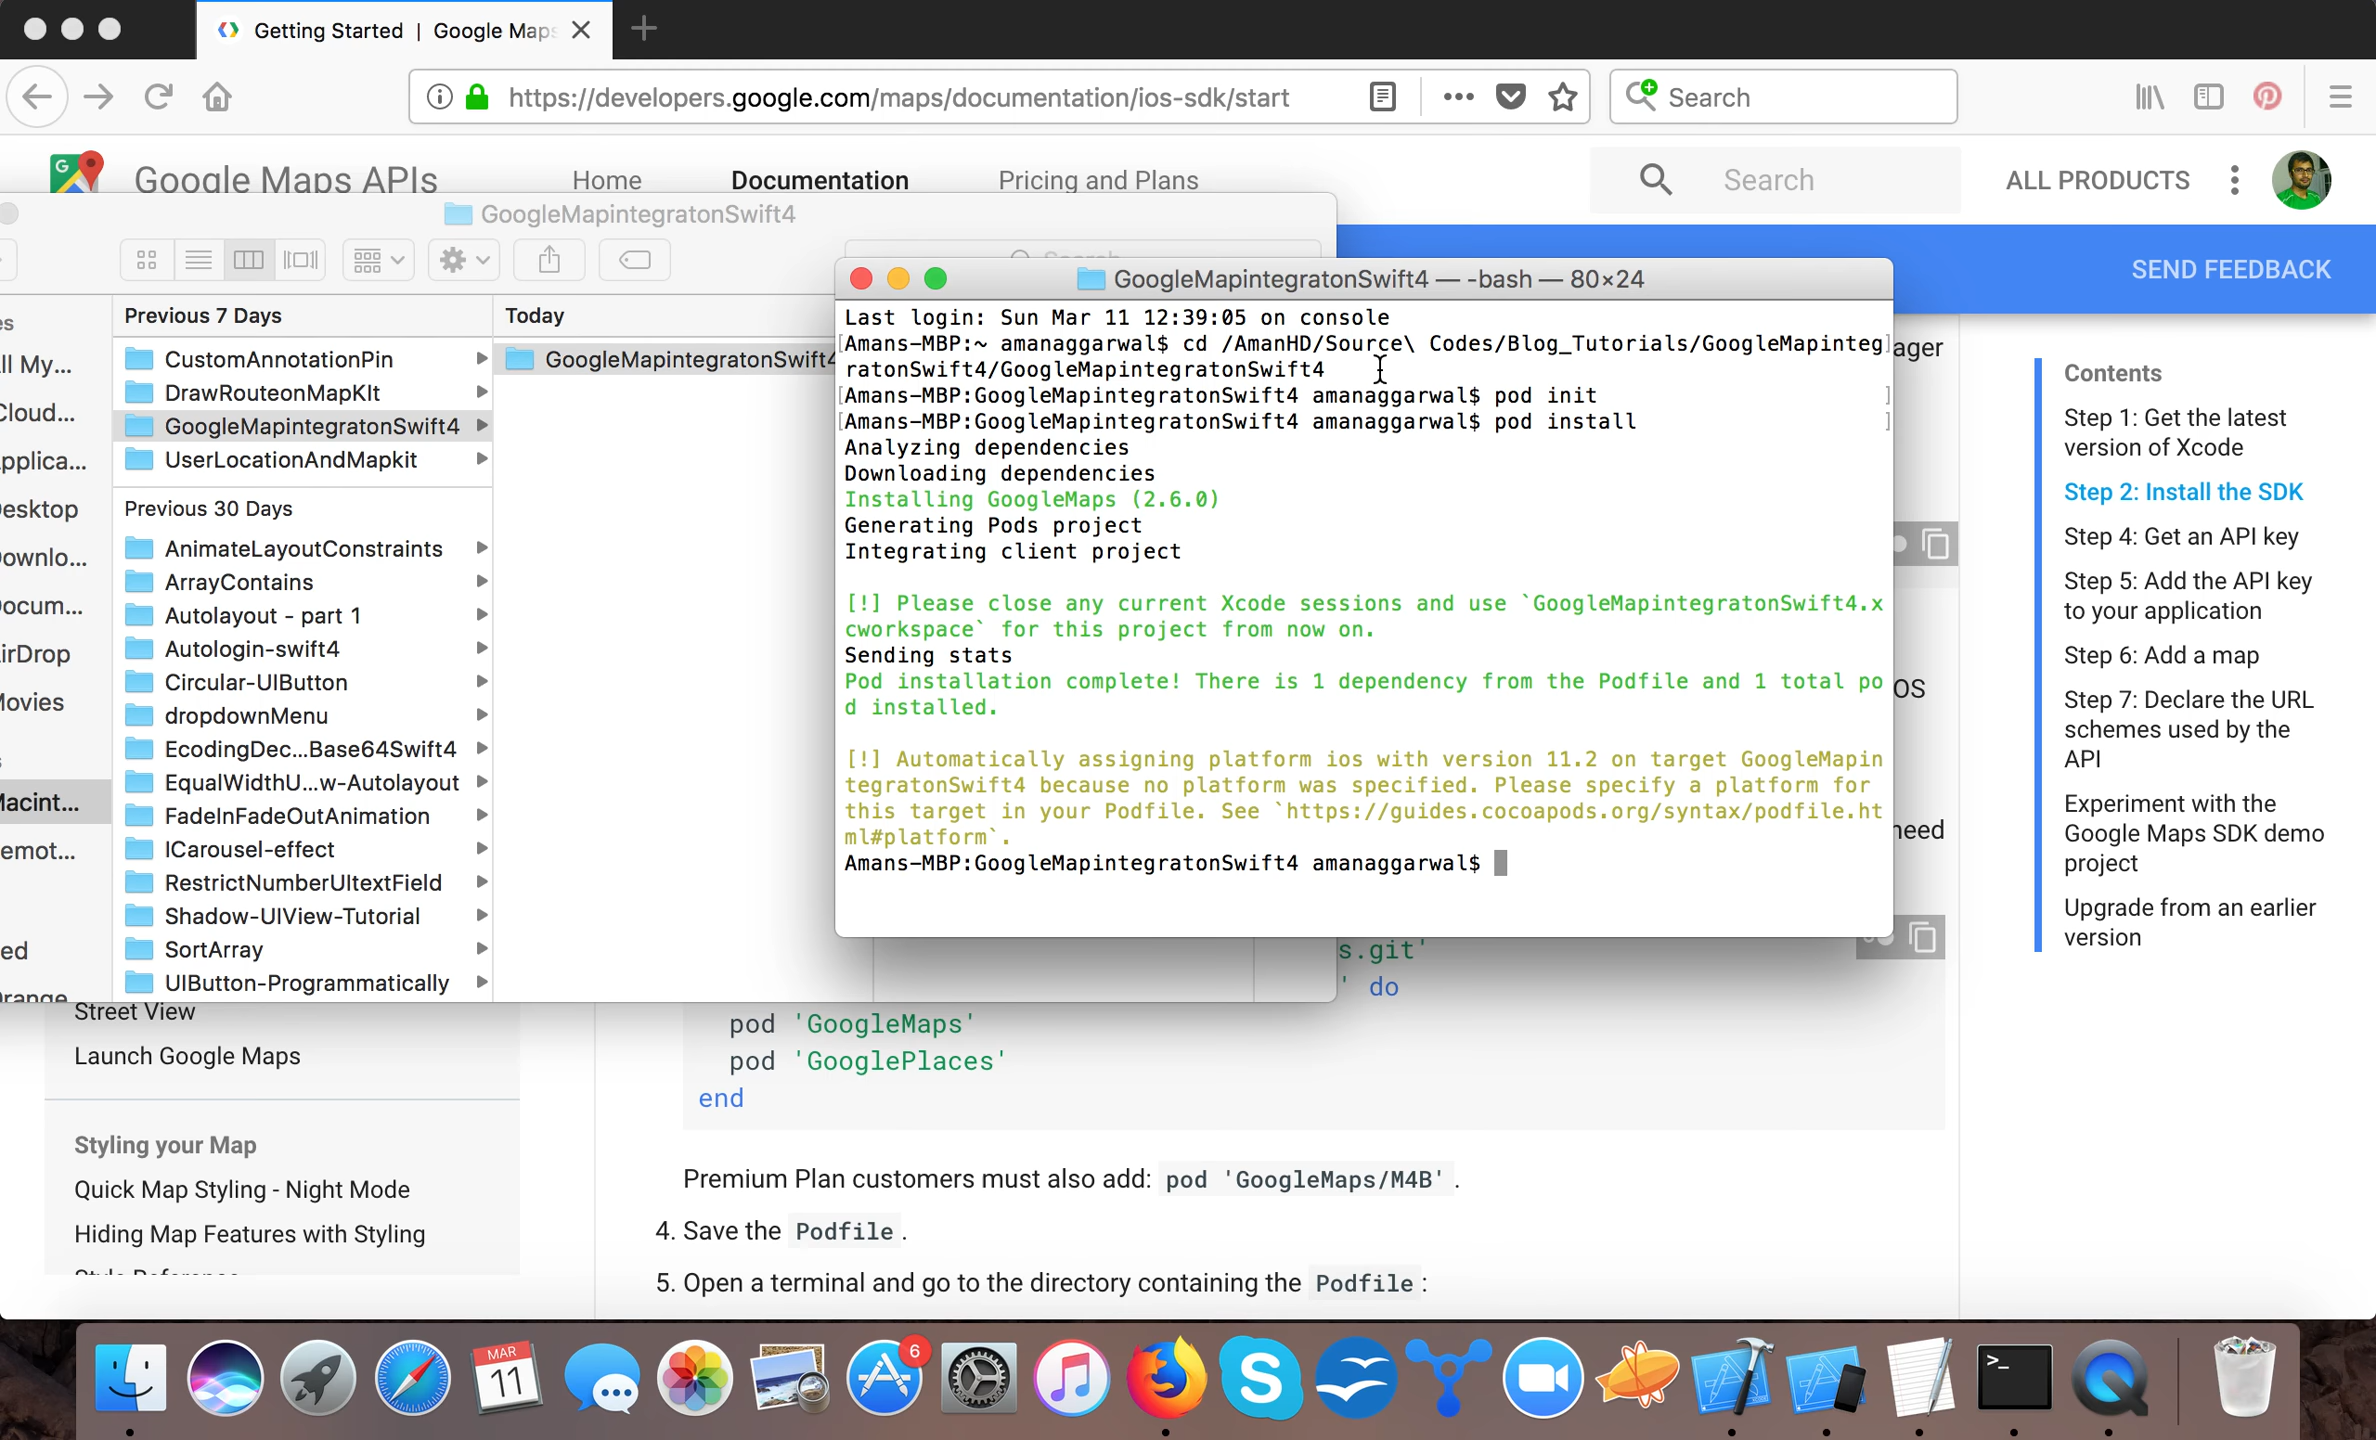 Getting Started | Google Maps
https://developers.google.com/maps/documentation/ios-sdk/start
Search
Google Maps APIs
Home
Documentation
Pricing and Plans
Search
ALL PRODUCTS
GoogleMapintegratonSwift4
SEND FEEDBACK
Previous 7 Days
CustomAnnotationPin
DrawRouteonMapKIt
GoogleMapintegratonSwift4
UserLocationAndMapkit
Previous 30 Days
AnimateLayoutConstraints
ArrayContains
Autolayout - part 1
Autologin-swift4
Circular-UIButton
dropdownMenu
EcodingDec...Base64Swift4
EqualWidthU...w-Autolayout
FadeInFadeOutAnimation
ICarousel-effect
RestrictNumberUItextField
Shadow-UIView-Tutorial
SortArray
UIButton-Programmatically
Today
GoogleMapintegratonSwift4
GoogleMapintegratonSwift4 — -bash — 80×24
Last login: Sun Mar 11 12:39:05 on console
[Amans-MBP:~ amanaggarwal$ cd /AmanHD/Source\ Codes/Blog_Tutorials/GoogleMapinteg]
ratonSwift4/GoogleMapintegratonSwift4
[Amans-MBP:GoogleMapintegratonSwift4 amanaggarwal$ pod init ]
[Amans-MBP:GoogleMapintegratonSwift4 amanaggarwal$ pod install ]
Analyzing dependencies
Downloading dependencies
Installing GoogleMaps (2.6.0)
Generating Pods project
Integrating client project
[!] Please close any current Xcode sessions and use `GoogleMapintegratonSwift4.x
cworkspace` for this project from now on.
Sending stats
Pod installation complete! There is 1 dependency from the Podfile and 1 total po
d installed.
[!] Automatically assigning platform ios with version 11.2 on target GoogleMapin
tegratonSwift4 because no platform was specified. Please specify a platform for
this target in your Podfile. See `https://guides.cocoapods.org/syntax/podfile.ht
ml#platform`.
Amans-MBP:GoogleMapintegratonSwift4 amanaggarwal$
ager
OS
need
Contents
Step 1: Get the latest
version of Xcode
Step 2: Install the SDK
Step 4: Get an API key
Step 5: Add the API key
to your application
Step 6: Add a map
Step 7: Declare the URL
schemes used by the
API
Experiment with the
Google Maps SDK demo
project
Upgrade from an earlier
version
s.git'
' do
pod 'GoogleMaps'
pod 'GooglePlaces'
end
Premium Plan customers must also add: pod 'GoogleMaps/M4B' .
4. Save the Podfile .
5. Open a terminal and go to the directory containing the Podfile :
Street View
Launch Google Maps
Styling your Map
Quick Map Styling - Night Mode
Hiding Map Features with Styling
MAR
11
6